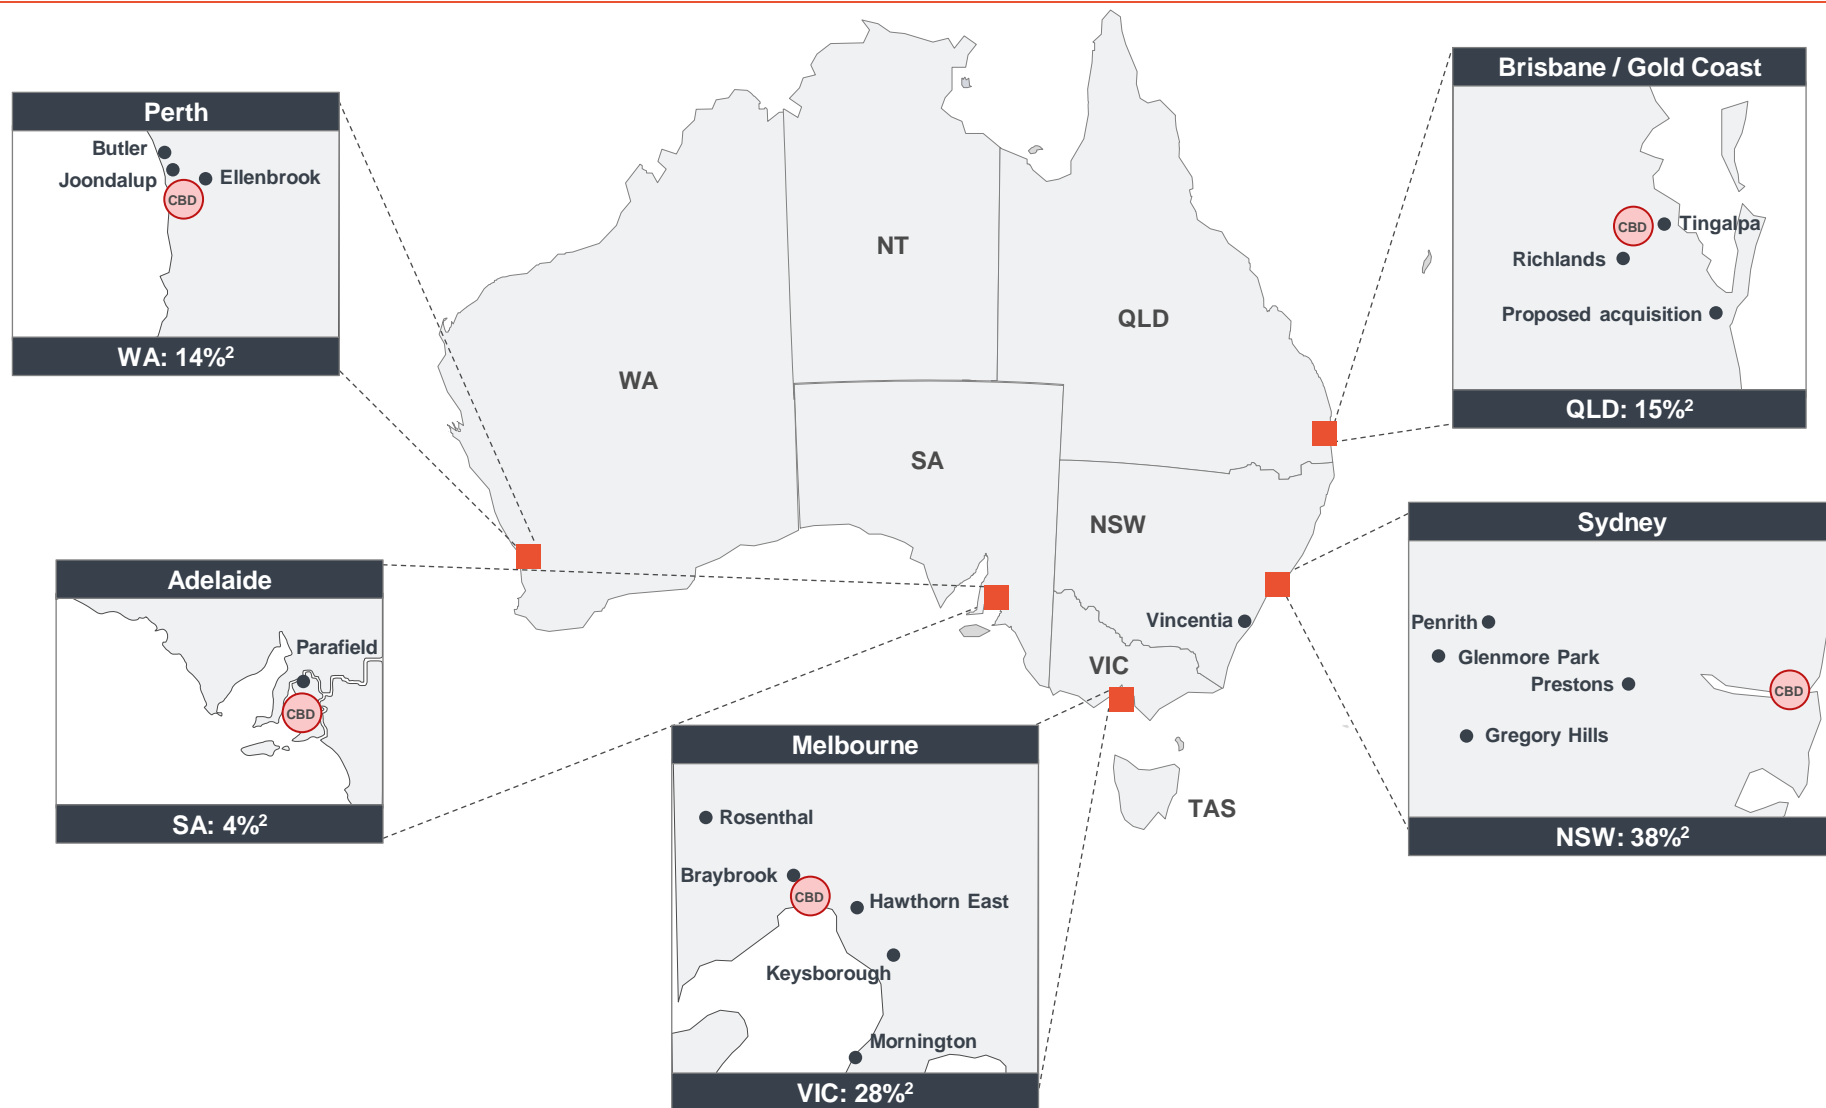 Perth
Butler
Joondalup
Ellenbrook
CBD
WA: 14%²
Adelaide
Parafield
CBD
SA: 4%²
NT
QLD
WA
SA
NSW
Vincentia
VIC
TAS
Melbourne
Rosenthal
Braybrook
CBD
Hawthorn East
Keysborough
Mornington
VIC: 28%²
Brisbane / Gold Coast
CBD
Tingalpa
Richlands
Proposed acquisition
QLD: 15%²
Sydney
Penrith
Glenmore Park
Prestons
CBD
Gregory Hills
NSW: 38%²